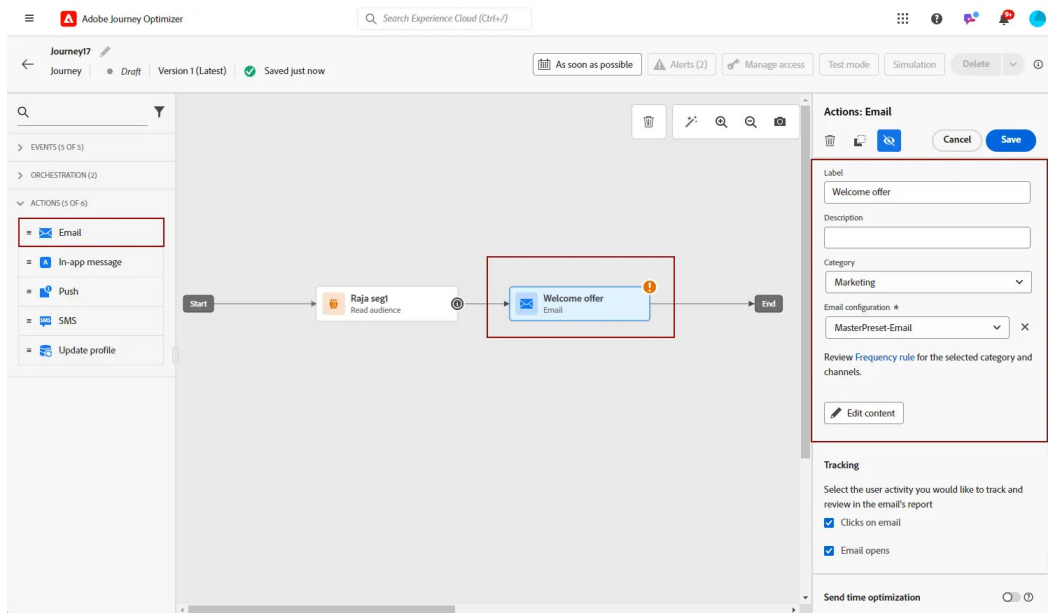 Adobe Journey Optimizer
Search Experience Cloud (Ctrl+/)
9+
Journey17
Journey
Draft
Version 1 (Latest)
Saved just now
As soon as possible
Alerts (2)
Manage access
Test mode
Simulation
Delete
EVENTS (5 OF 5)
ORCHESTRATION (2)
ACTIONS (5 OF 6)
Email
In-app message
Push
SMS
SMS
Update profile
Start
Raja seg1
Read audience
Welcome offer
Email
End
Actions: Email
Cancel
Save
Label
Welcome offer
Description
Category
Marketing
Email configuration *
MasterPreset-Email
Review Frequency rule for the selected category and
channels.
Edit content
Tracking
Select the user activity you would like to track and
review in the email's report
Clicks on email
Email opens
Send time optimization